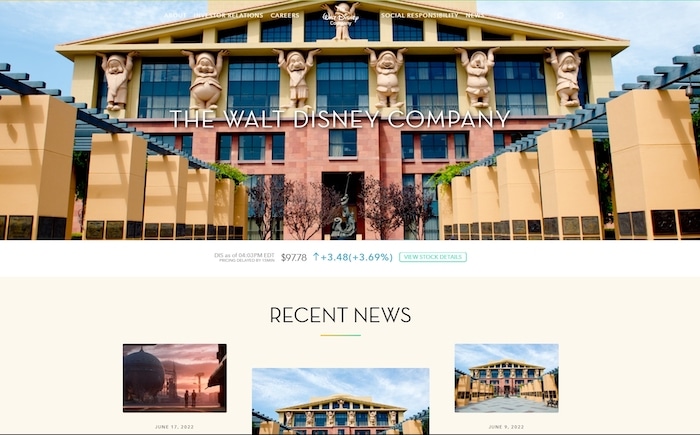 ABOUT INVESTOR RELATIONS CAREERS
The Walt Disney Company
SOCIAL RESPONSIBILITY NEWS
THE WALT DISNEY COMPANY
DIS as of 04:03PM EDT
PRICING DELAYED BY 15MIN
$97.78
+3.48(+3.69%)
VIEW STOCK DETAILS
RECENT NEWS
JUNE 17, 2022
JUNE 9, 2022